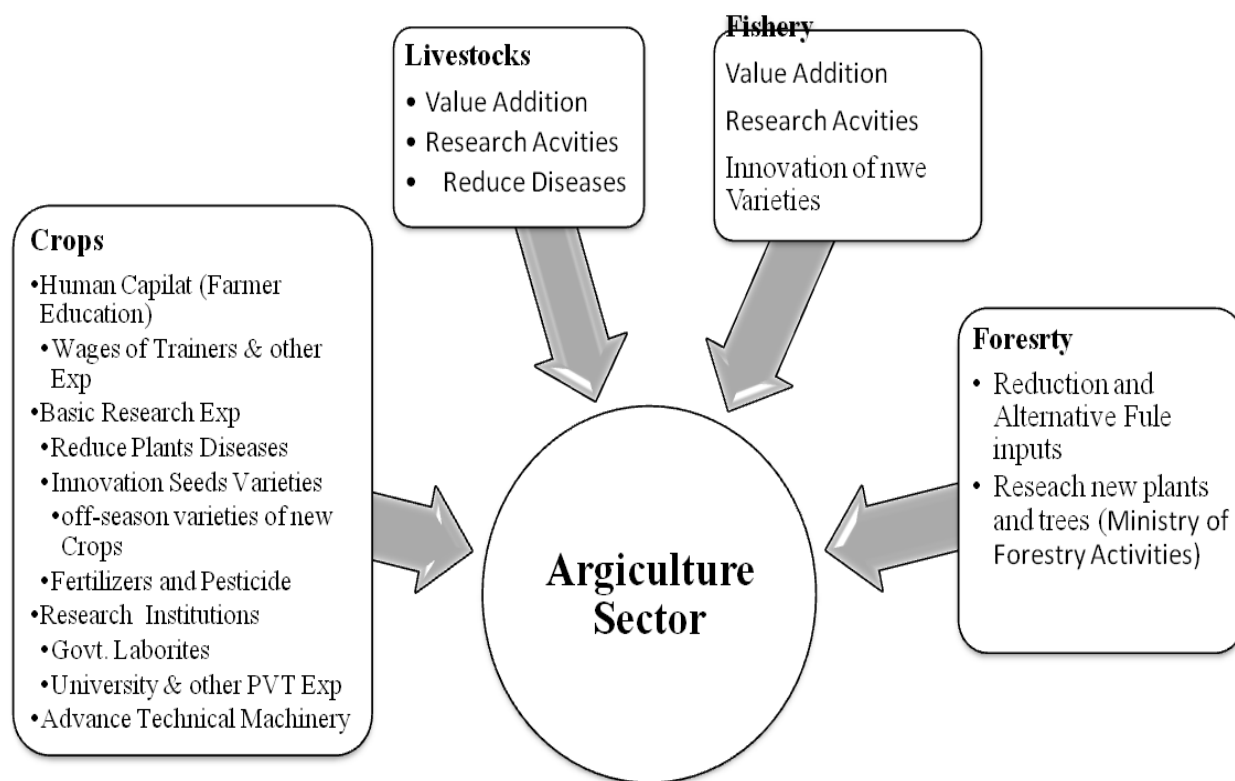 Livestocks
• Value Addition
• Research Acvities
• Reduce Diseases
Fishery
Value Addition
Research Acvities
Innovation of nwe
Varieties
Crops
•Human Capilat (Farmer
Education)
•Wages of Trainers & other
Exp
•Basic Research Exp
•Reduce Plants Diseases
•Innovation Seeds Varieties
•off-season varieties of new
Crops
•Fertilizers and Pesticide
•Research Institutions
•Govt. Laborites
•University & other PVT Exp
•Advance Technical Machinery
Foresrty
• Reduction and
Alternative Fule
inputs
• Reseach new plants
and trees (Ministry of
Forestry Activities)
Argiculture
Sector